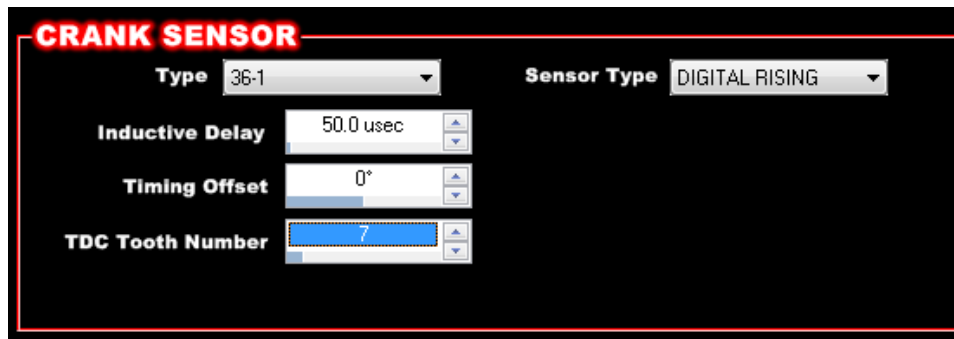 CRANK SENSOR
Type 36-1 Sensor Type DIGITAL RISING
Inductive Delay 50.0 usec
Timing Offset 0°
TDC Tooth Number 7